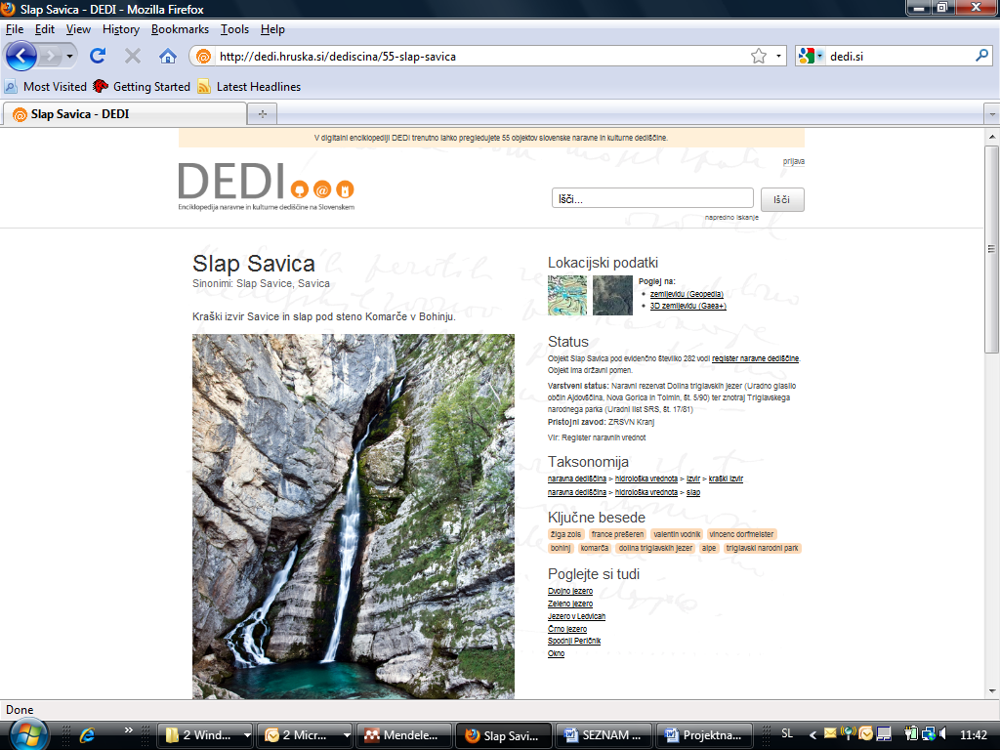 Slap Savica - DEDI - Mozilla Firefox
File Edit View History Bookmarks Tools Help
http://dedi.hruska.si/dediscina/55-slap-savica
dedi.si
Most Visited Getting Started Latest Headlines
Slap Savica - DEDI
V digitalni enciklopediji DEDI trenutno lahko pregledujete 55 objektov slovenske naravne in kulturne dediščine.
prijava
DEDI
Enciklopedija naravne in kulturne dediščine na Slovenskem
Išči...
Išči
napredno iskanje
Slap Savica
Sinonimi: Slap Savice, Savica
Kraški izvir Savice in slap pod steno Komarče v Bohinju.
Lokacijski podatki
Poglej na:
zemljevidu (Geopedia)
3D zemljevidu (Gaea+)
Status
Objekt Slap Savica pod evidenčno številko 282 vodi register naravne dediščine.
Objekt ima državni pomen.
Varstveni status: Naravni rezervat Dolina triglavskih jezer (Uradno glasilo
občin Ajdovščina, Nova Gorica in Tolmin, št. 5/90) ter znotraj Triglavskega
narodnega parka (Uradni list SRS, št. 17/81)
Pristojni zavod: ZRSVN Kranj
Vir: Register naravnih vrednot
Taksonomija
naravna dediščina > hidrološka vrednota > izvir > kraški izvir
naravna dediščina > hidrološka vrednota > slap
Ključne besede
žiga zois france prešeren valentin vodnik vincenc dorfmeister
bohinj komarča dolina triglavskih jezer alpe triglavski narodni park
Poglejte si tudi
Dvojno jezero
Zeleno jezero
Jezero v Ledvicah
Črno jezero
Spodnji Peričnik
Okno
Done
2 Wind... 2 Micr... Mendele... Slap Savi... SEZNAM ... Projektna... SL 11:42